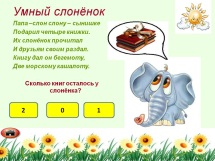 Умный слонёнок
Папа –слон слону – сынишке
Подарил четыре книжки.
Их слонёнок прочитал
И друзьям своим раздал.
Книгу дал он бегемоту,
Две морскому кашалоту.
Сколько книг осталось у
слонёнка?
2 0 1